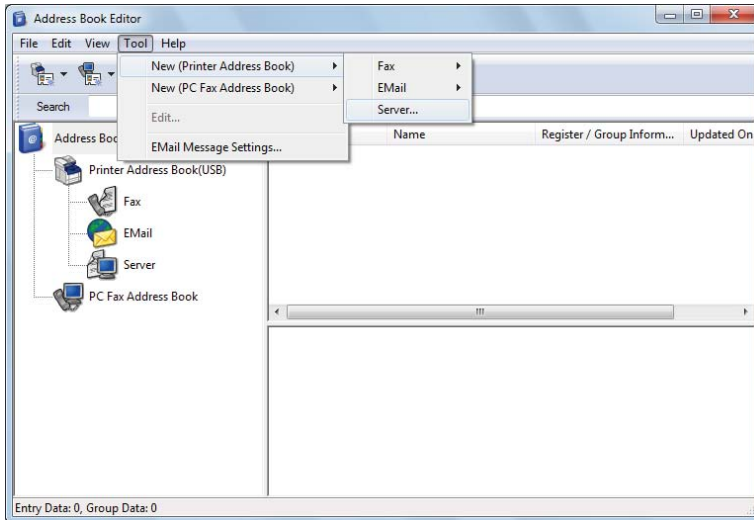 Address Book Editor
File Edit View Tool Help
New (Printer Address Book) Fax
New (PC Fax Address Book) EMail
Search Server...
Edit...
Address Boo Name Register / Group Inform... Updated On
EMail Message Settings...
Printer Address Book(USB)
Fax
EMail
Server
PC Fax Address Book
Entry Data: 0, Group Data: 0